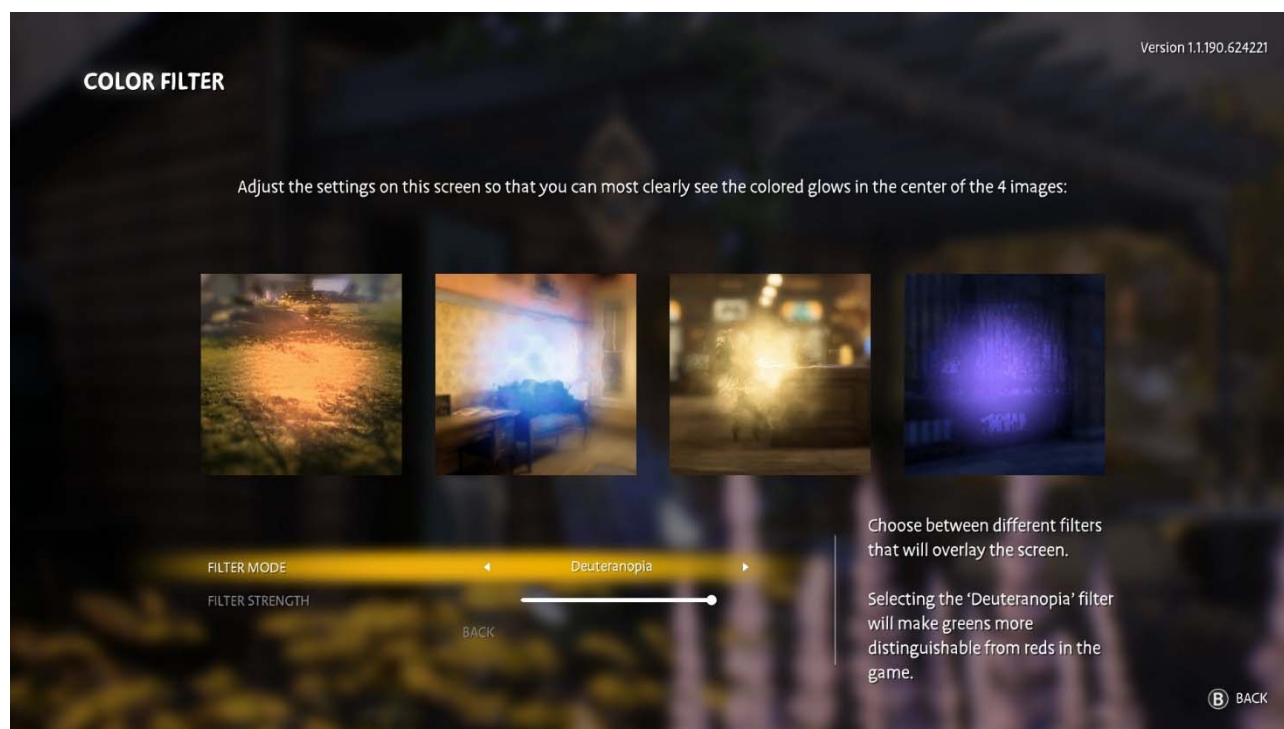 Version 1.1.190.624221
COLOR FILTER
Adjust the settings on this screen so that you can most clearly see the colored glows in the center of the 4 images:
FILTER MODE
Deuteranopia
FILTER STRENGTH
BACK
Choose between different filters
that will overlay the screen.
Selecting the ‘Deuteranopia’ filter
will make greens more
distinguishable from reds in the
game.
B BACK